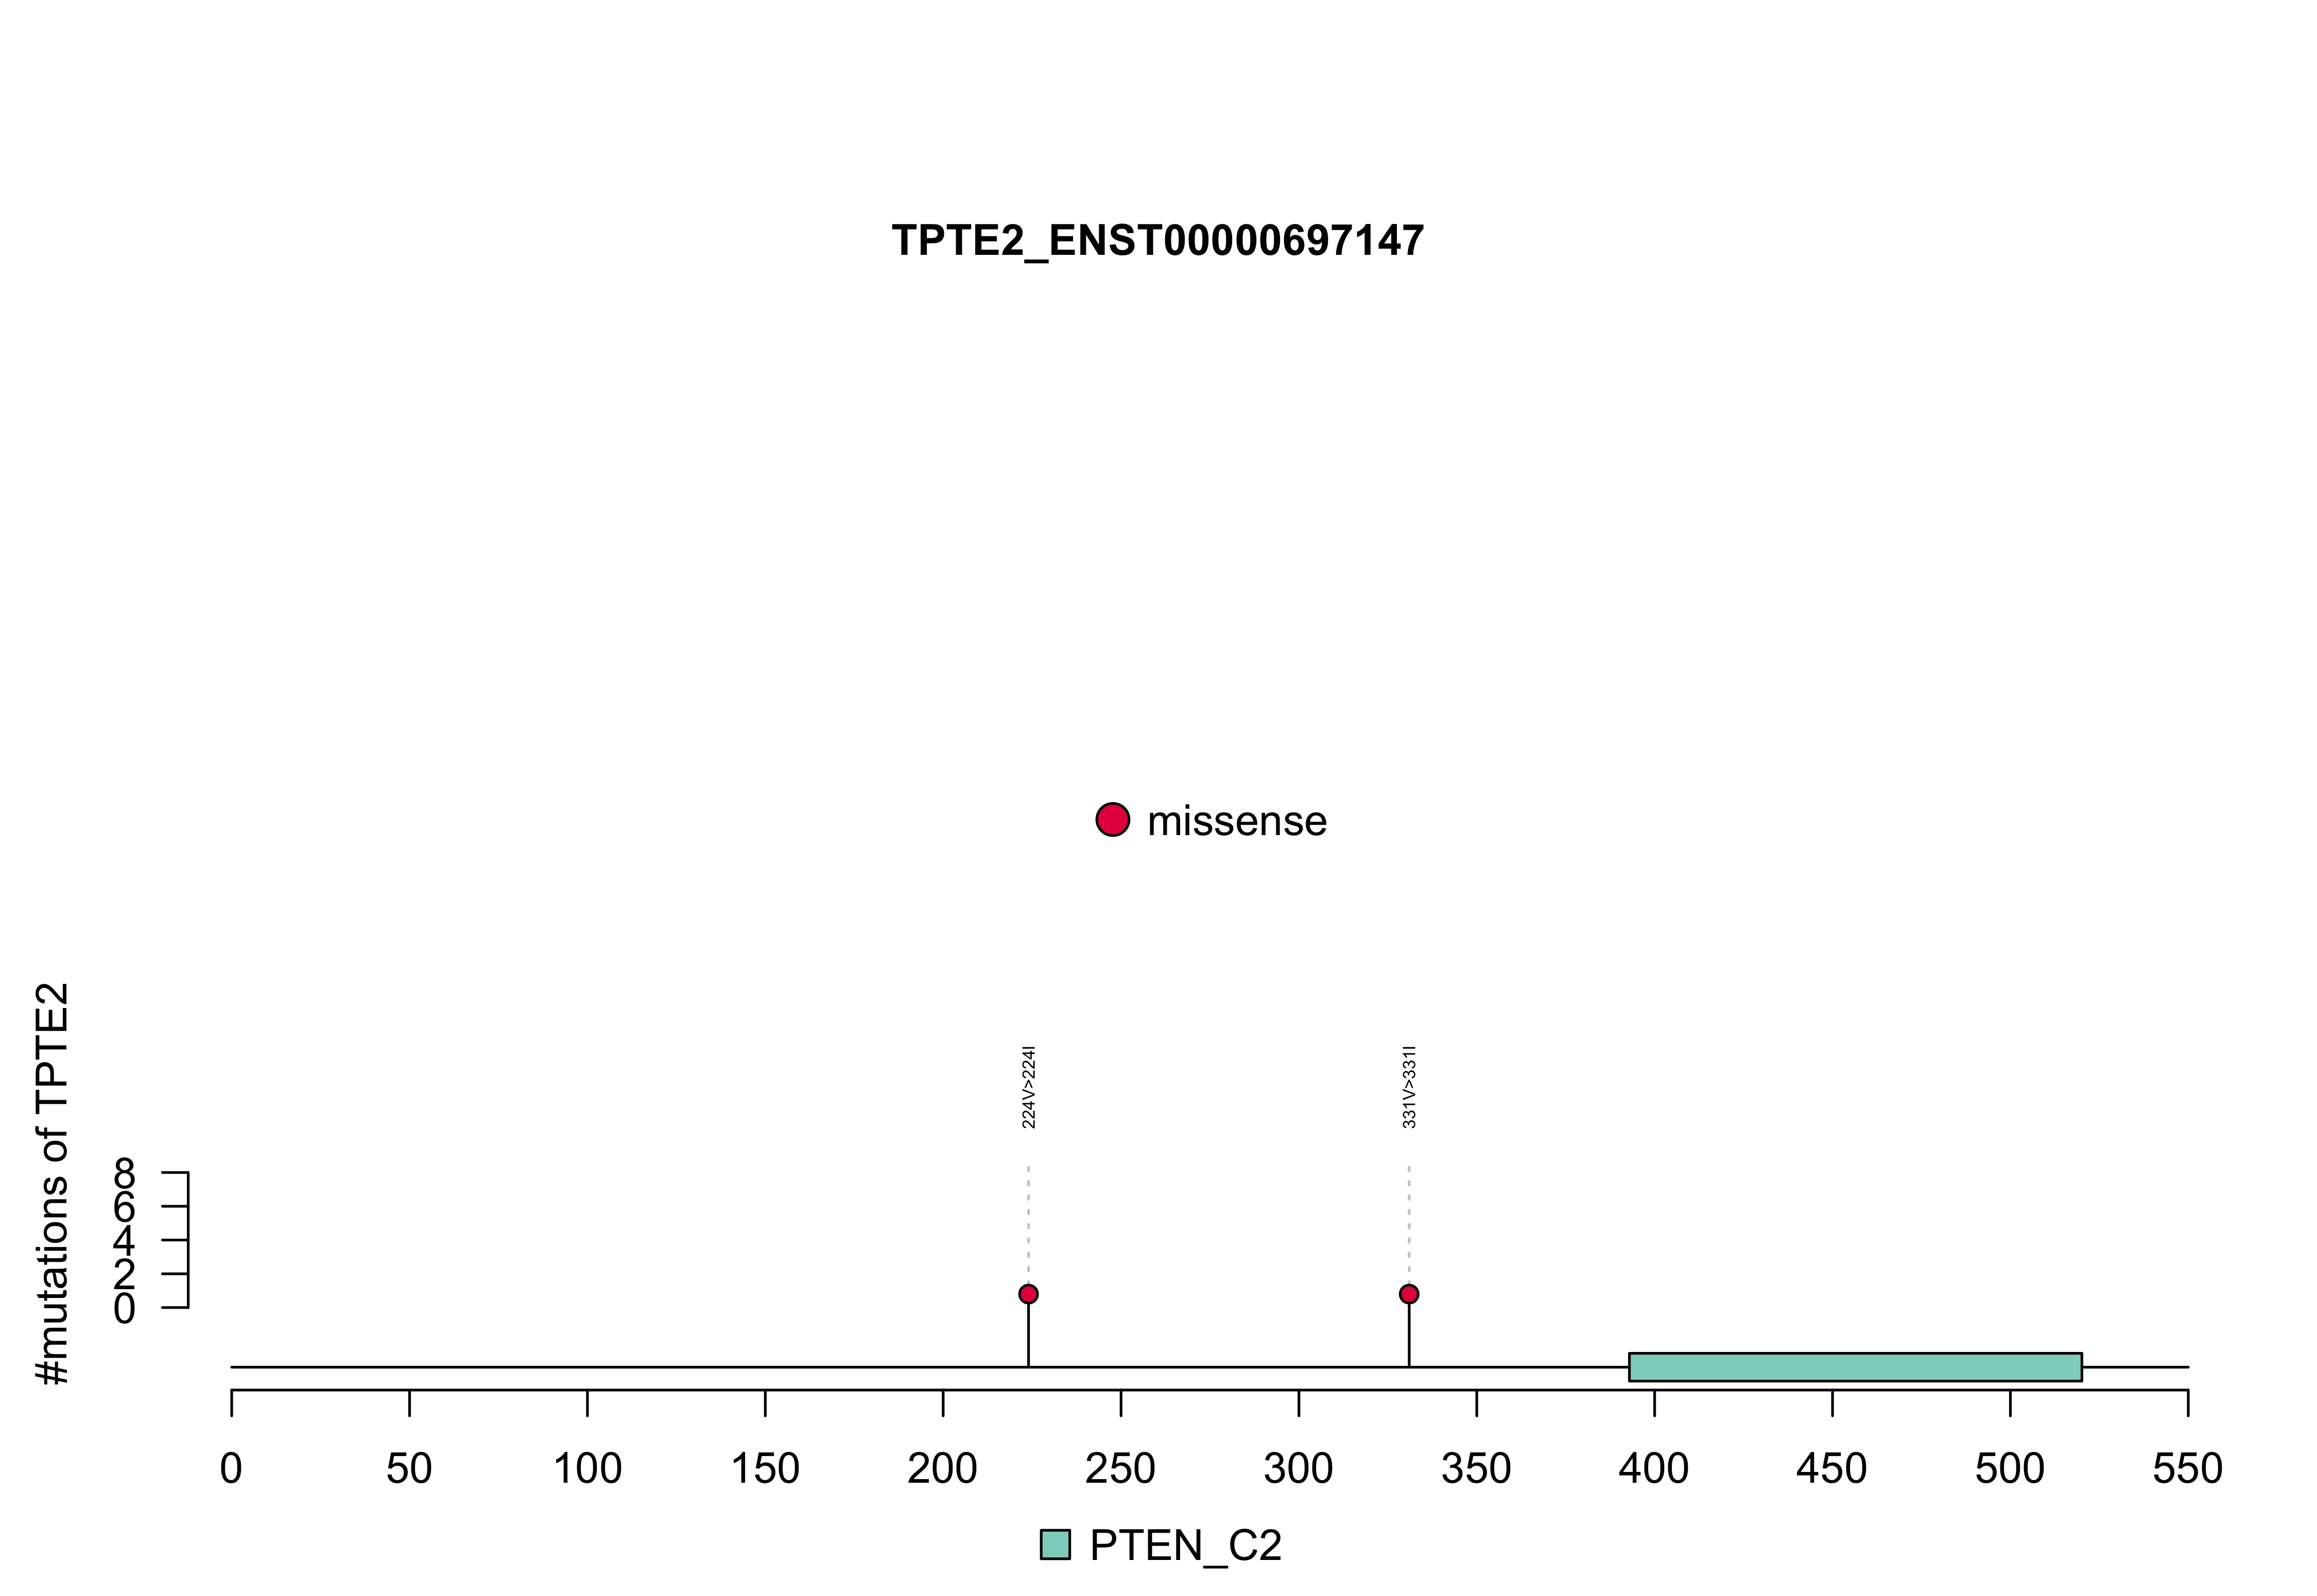 TPTE2_ENST00000697147
missense
#mutations of TPTE2
224V>224I
331V>331I
8
6
4
2
0
0 50 100 150 200 250 300 350 400 450 500 550
PTEN_C2